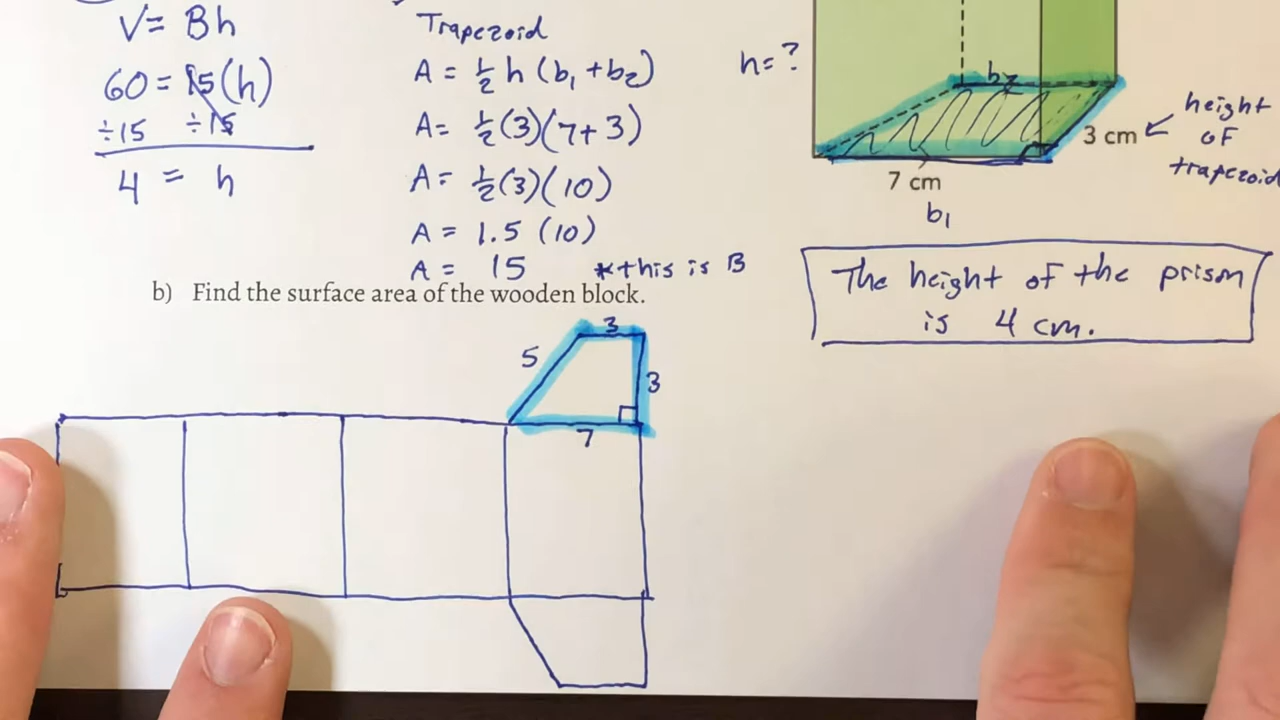 V = Bh
60 = 15(h)
÷15 ÷15
4 = h
Trapezoid
A = ½ h (b₁ + b₂)
A = ½(3)(7+3)
A = ½(3)(10)
A = 1.5 (10)
A = 15 *this is B
h = ?
b₂
3 cm
height
OF
trapezoid
7 cm
b₁
The height of the prism
is 4 cm.
b) Find the surface area of the wooden block.
3
5
3
7